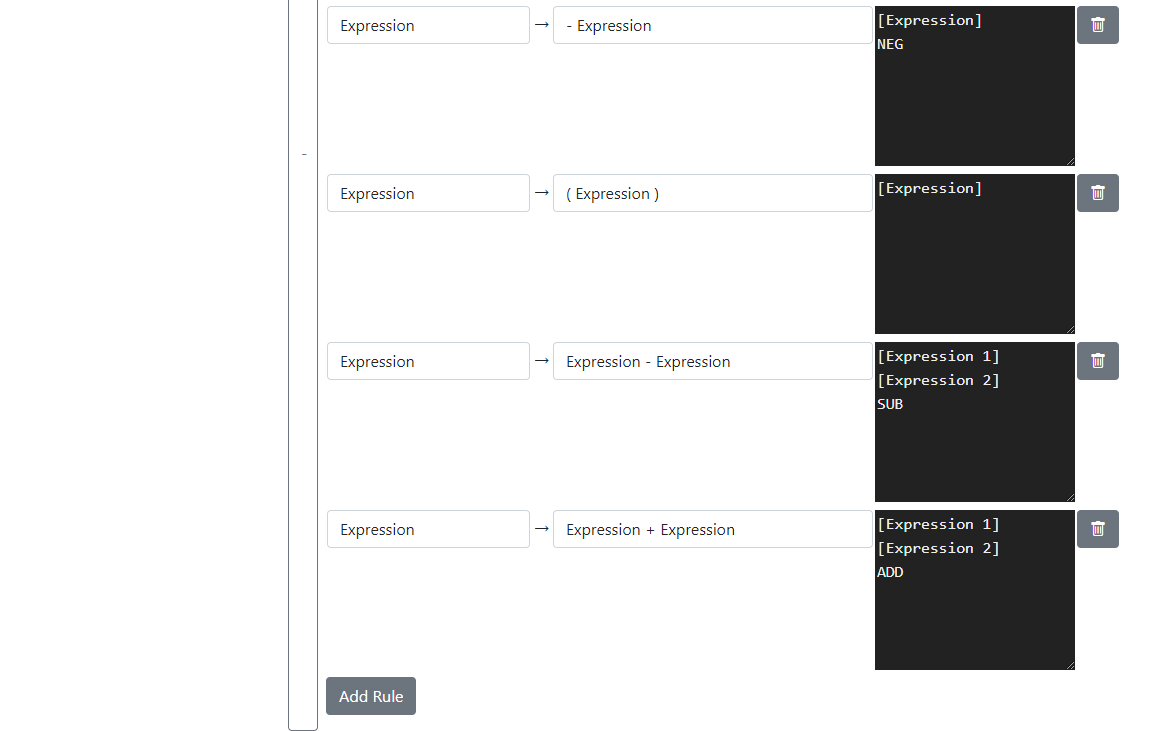 Expression → - Expression
[Expression]
NEG
-
Expression → ( Expression )
[Expression]
Expression → Expression - Expression
[Expression 1]
[Expression 2]
SUB
Expression → Expression + Expression
[Expression 1]
[Expression 2]
ADD
Add Rule